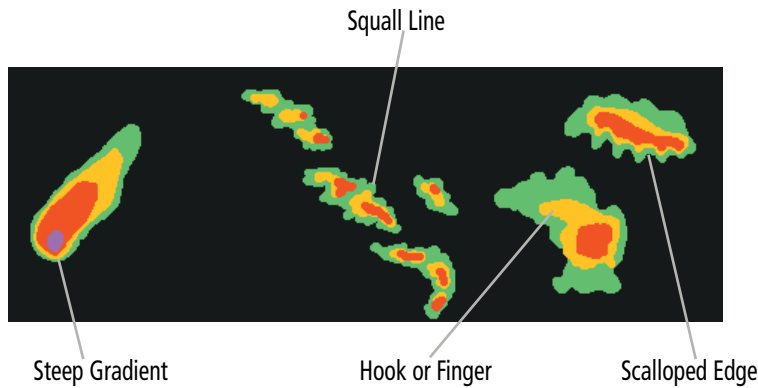 Squall Line
Steep Gradient
Hook or Finger
Scalloped Edge